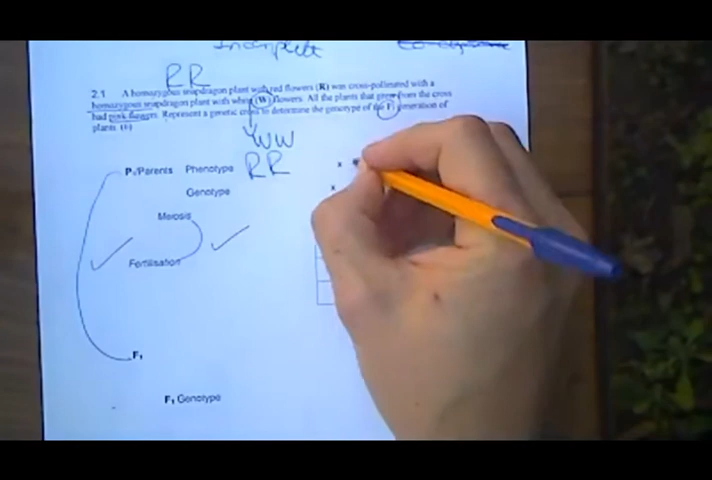 Incomplete
RR
2.1 A homozygous snapdragon plant with red flowers (R) was cross-pollinated with a
homozygous snapdragon plant with white (W) flowers. All the plants that grew from the cross
had pink flowers. Represent a genetic cross to determine the genotype of the F₁ generation of
plants. (6)
WW
P₁/Parents Phenotype RR x
Genotype x
Meiosis
Fertilisation
F₁
F₁ Genotype